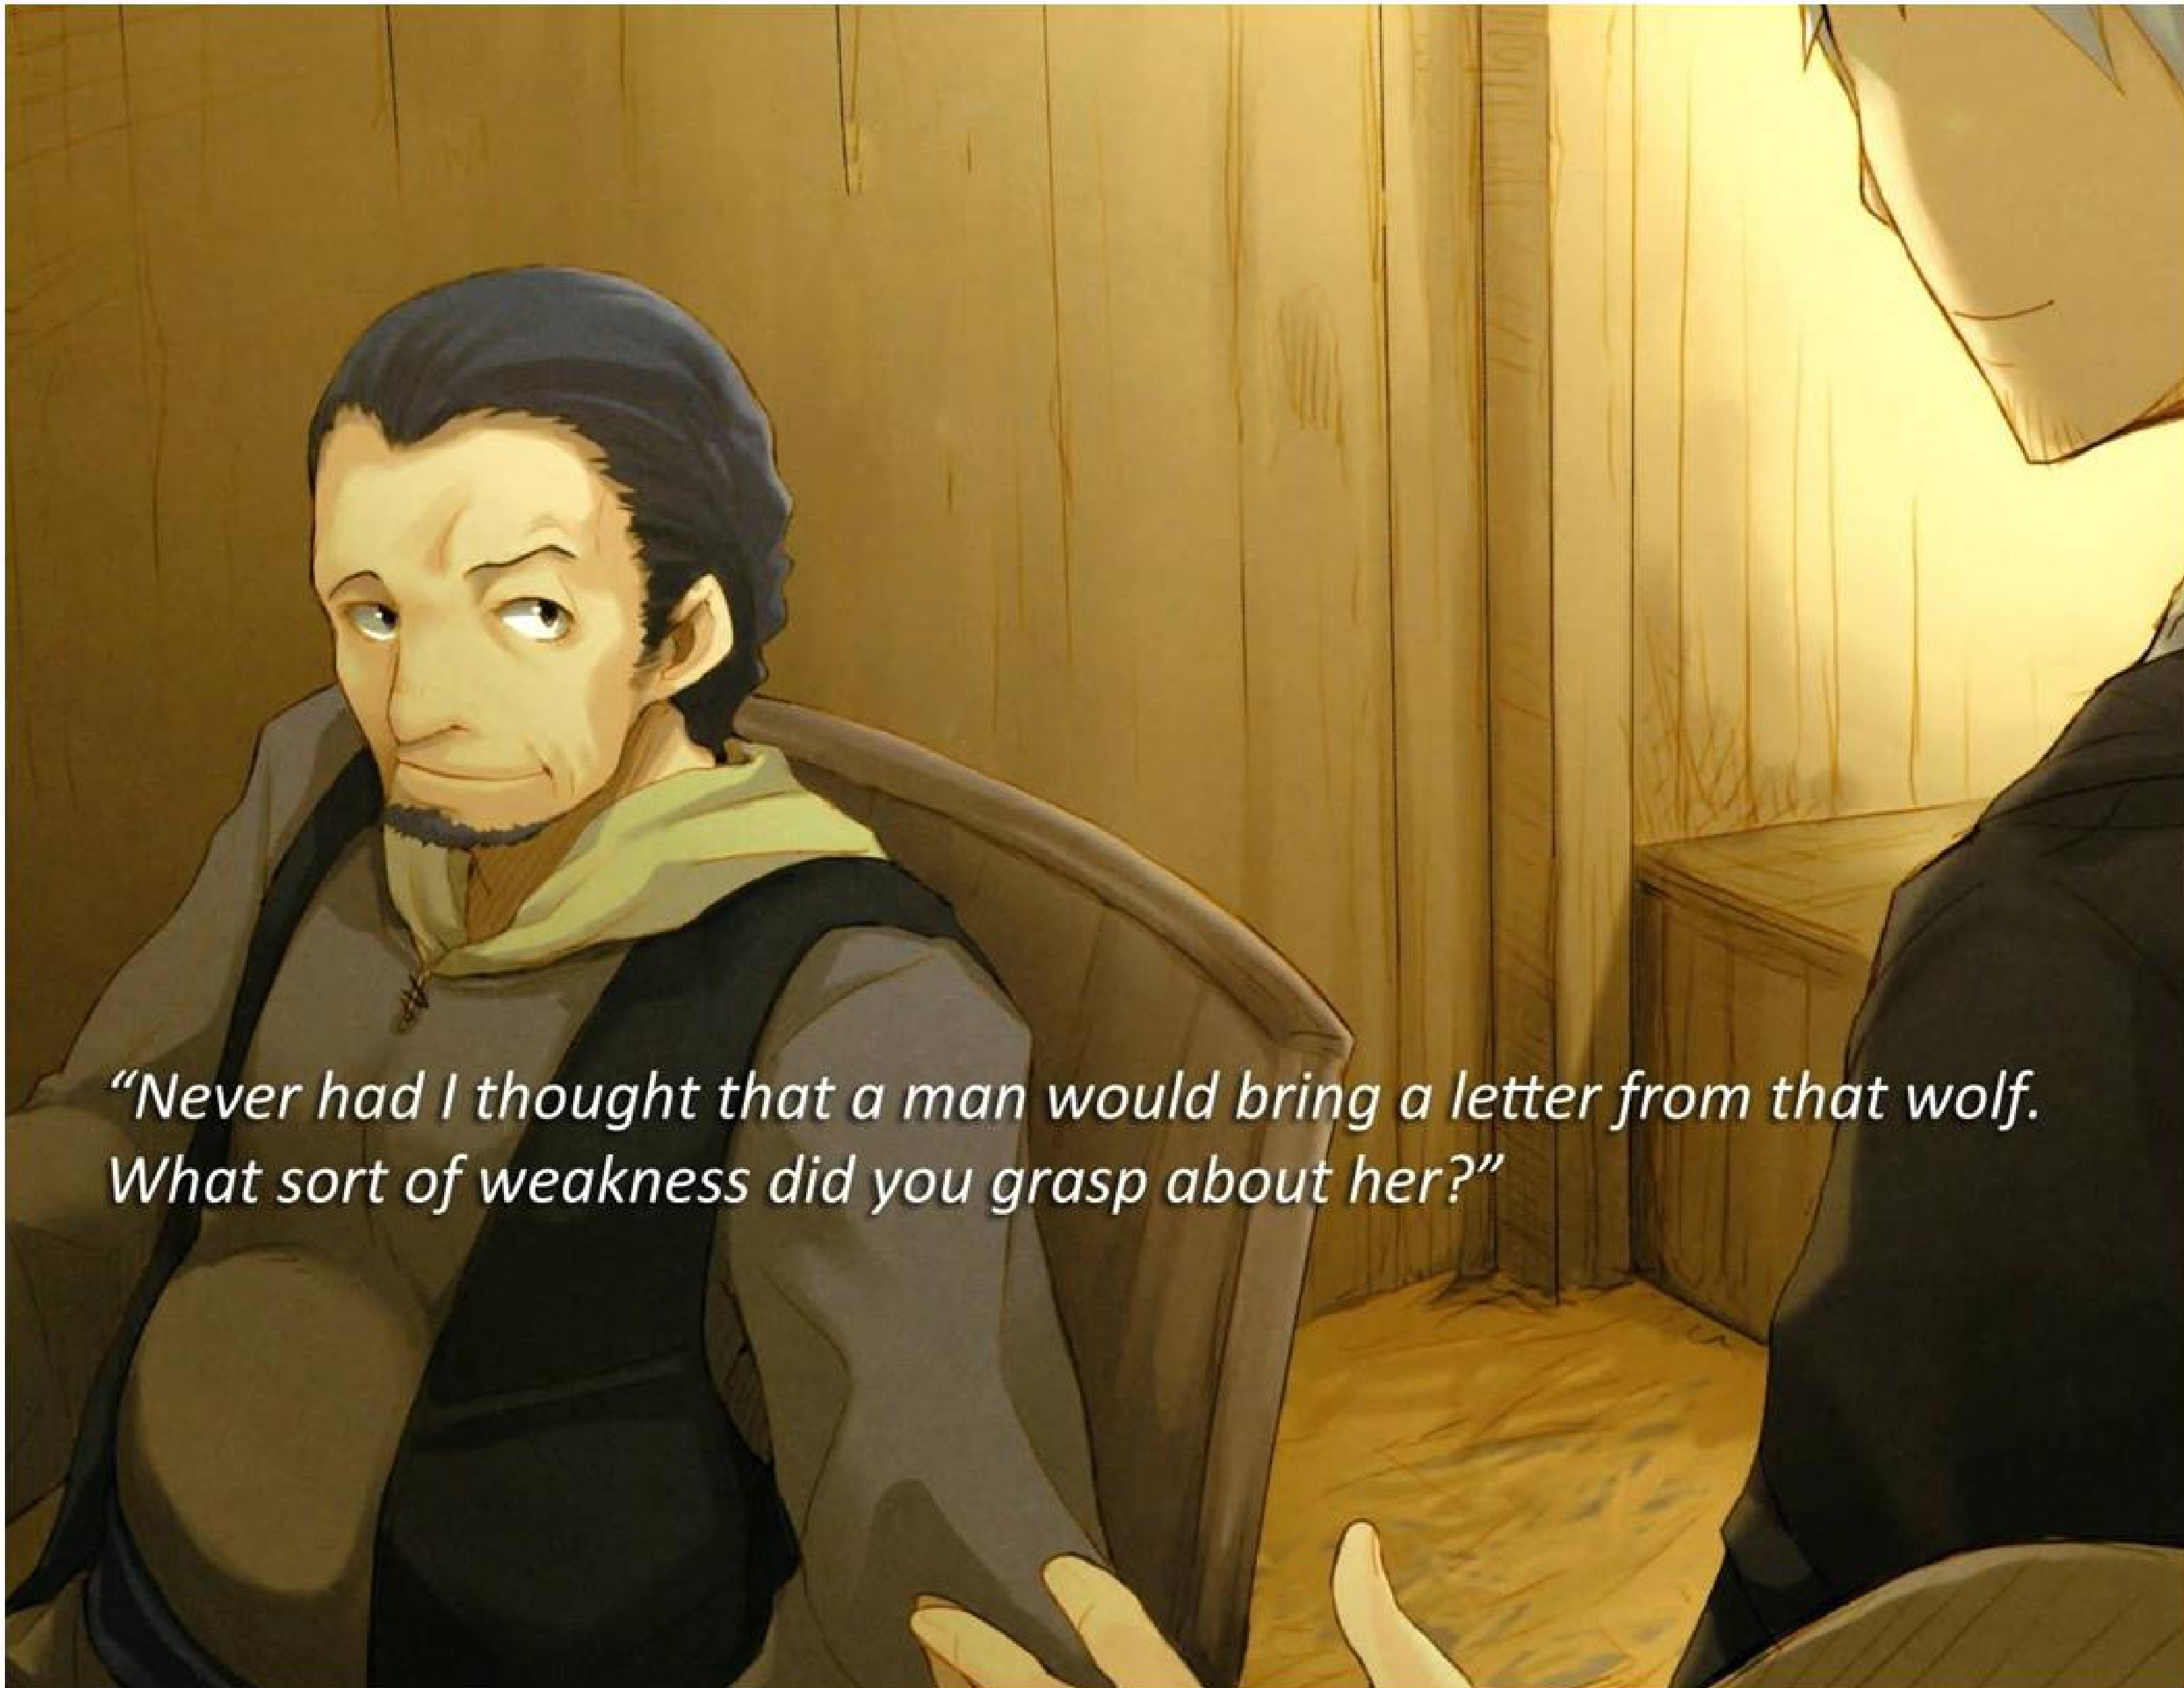 “Never had I thought that a man would bring a letter from that wolf.
What sort of weakness did you grasp about her?”